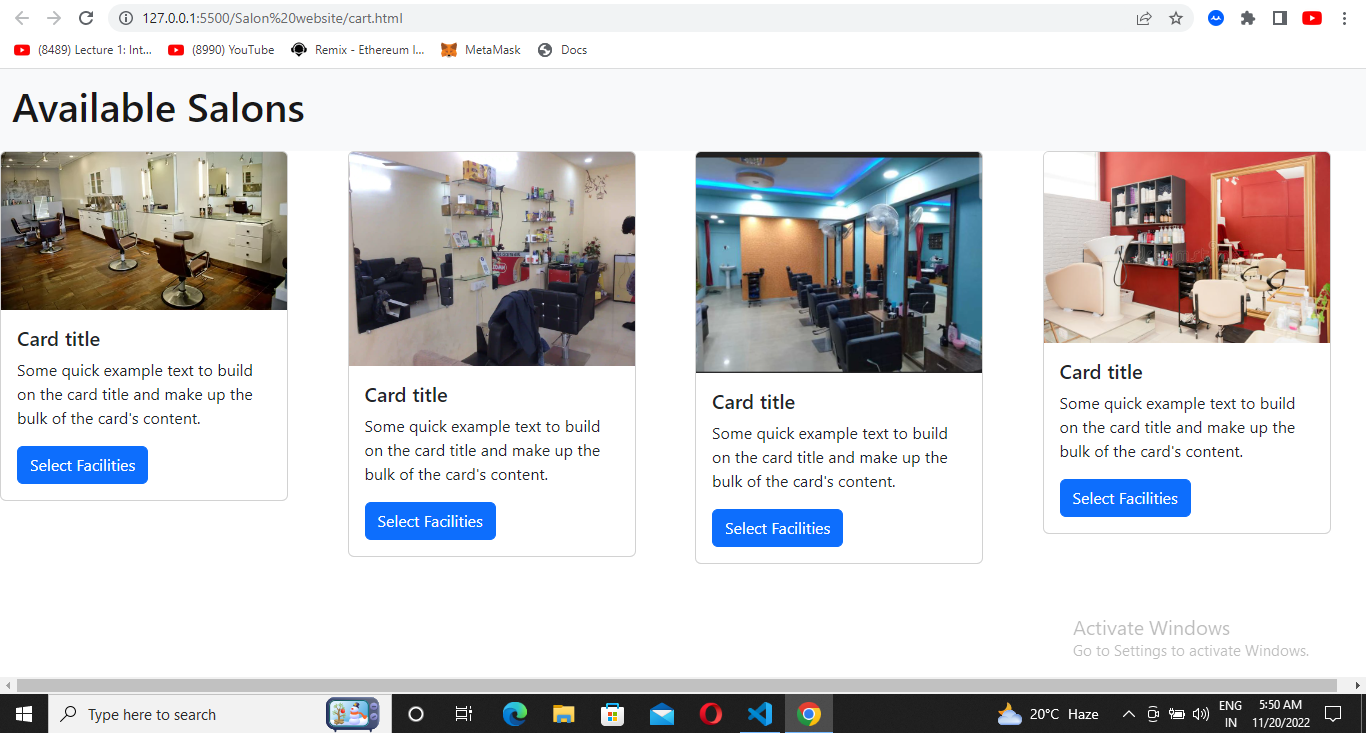 127.0.0.1:5500/Salon%20website/cart.html
(8489) Lecture 1: Int...
(8990) YouTube
Remix - Ethereum I...
MetaMask
Docs
Available Salons
Card title
Some quick example text to build
on the card title and make up the
bulk of the card's content.
Select Facilities
Card title
Some quick example text to build
on the card title and make up the
bulk of the card's content.
Select Facilities
Card title
Some quick example text to build
on the card title and make up the
bulk of the card's content.
Select Facilities
Card title
Some quick example text to build
on the card title and make up the
bulk of the card's content.
Select Facilities
Activate Windows
Go to Settings to activate Windows.
Type here to search
20°C Haze
ENG
IN
5:50 AM
11/20/2022